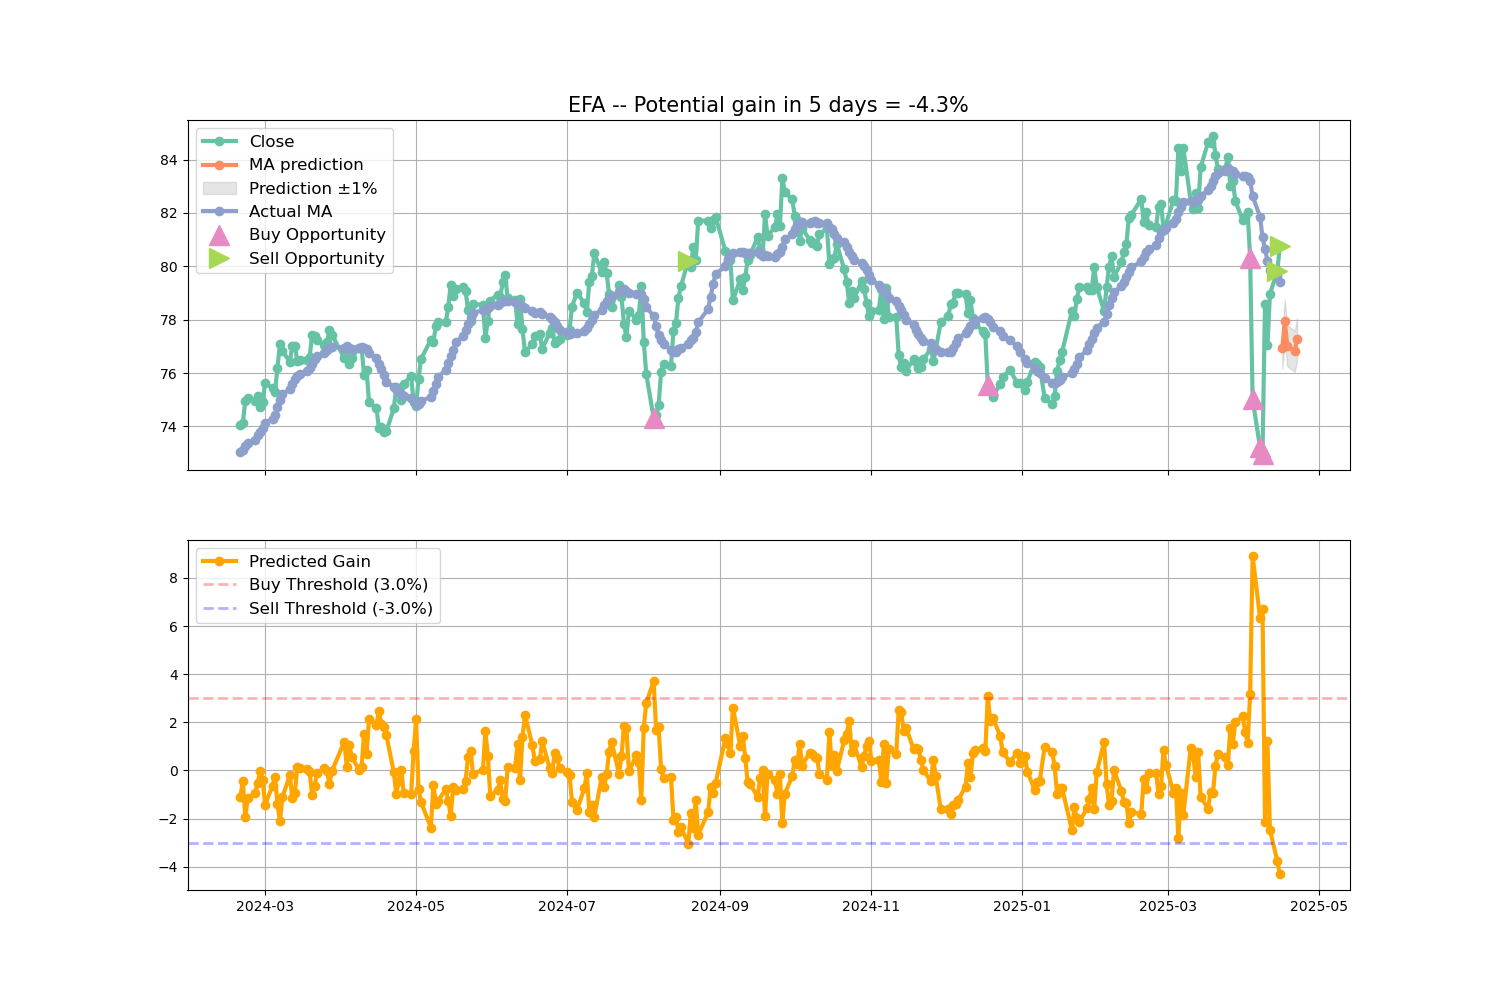 EFA -- Potential gain in 5 days = -4.3%
Close
MA prediction
Prediction ±1%
Actual MA
Buy Opportunity
Sell Opportunity
84
82
80
78
76
74
Predicted Gain
Buy Threshold (3.0%)
Sell Threshold (-3.0%)
8
6
4
2
0
−2
−4
2024-03 2024-05 2024-07 2024-09 2024-11 2025-01 2025-03 2025-05